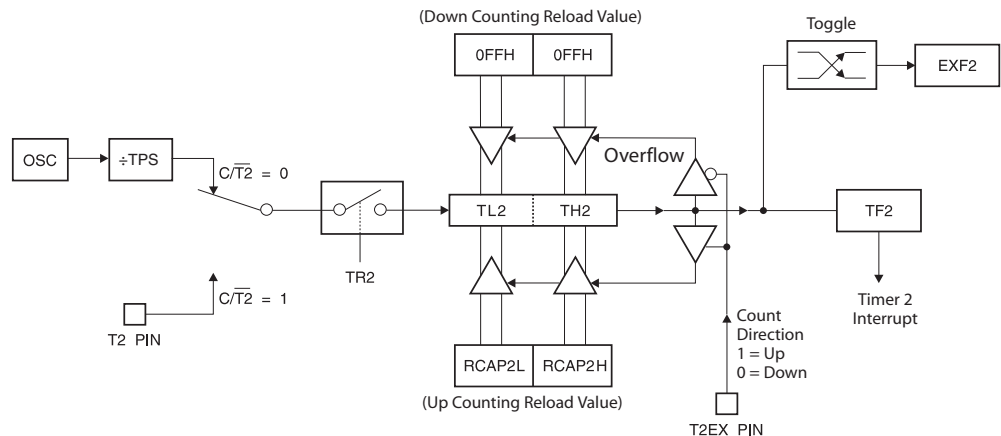 (Down Counting Reload Value)
0FFH 0FFH
Toggle
EXF2
OSC
÷TPS
C/T2̅ = 0
Overflow
TL2 TH2
TF2
TR2
C/T2̅ = 1
T2 PIN
Timer 2
Interrupt
Count
Direction
1 = Up
0 = Down
RCAP2L RCAP2H
(Up Counting Reload Value)
T2EX PIN